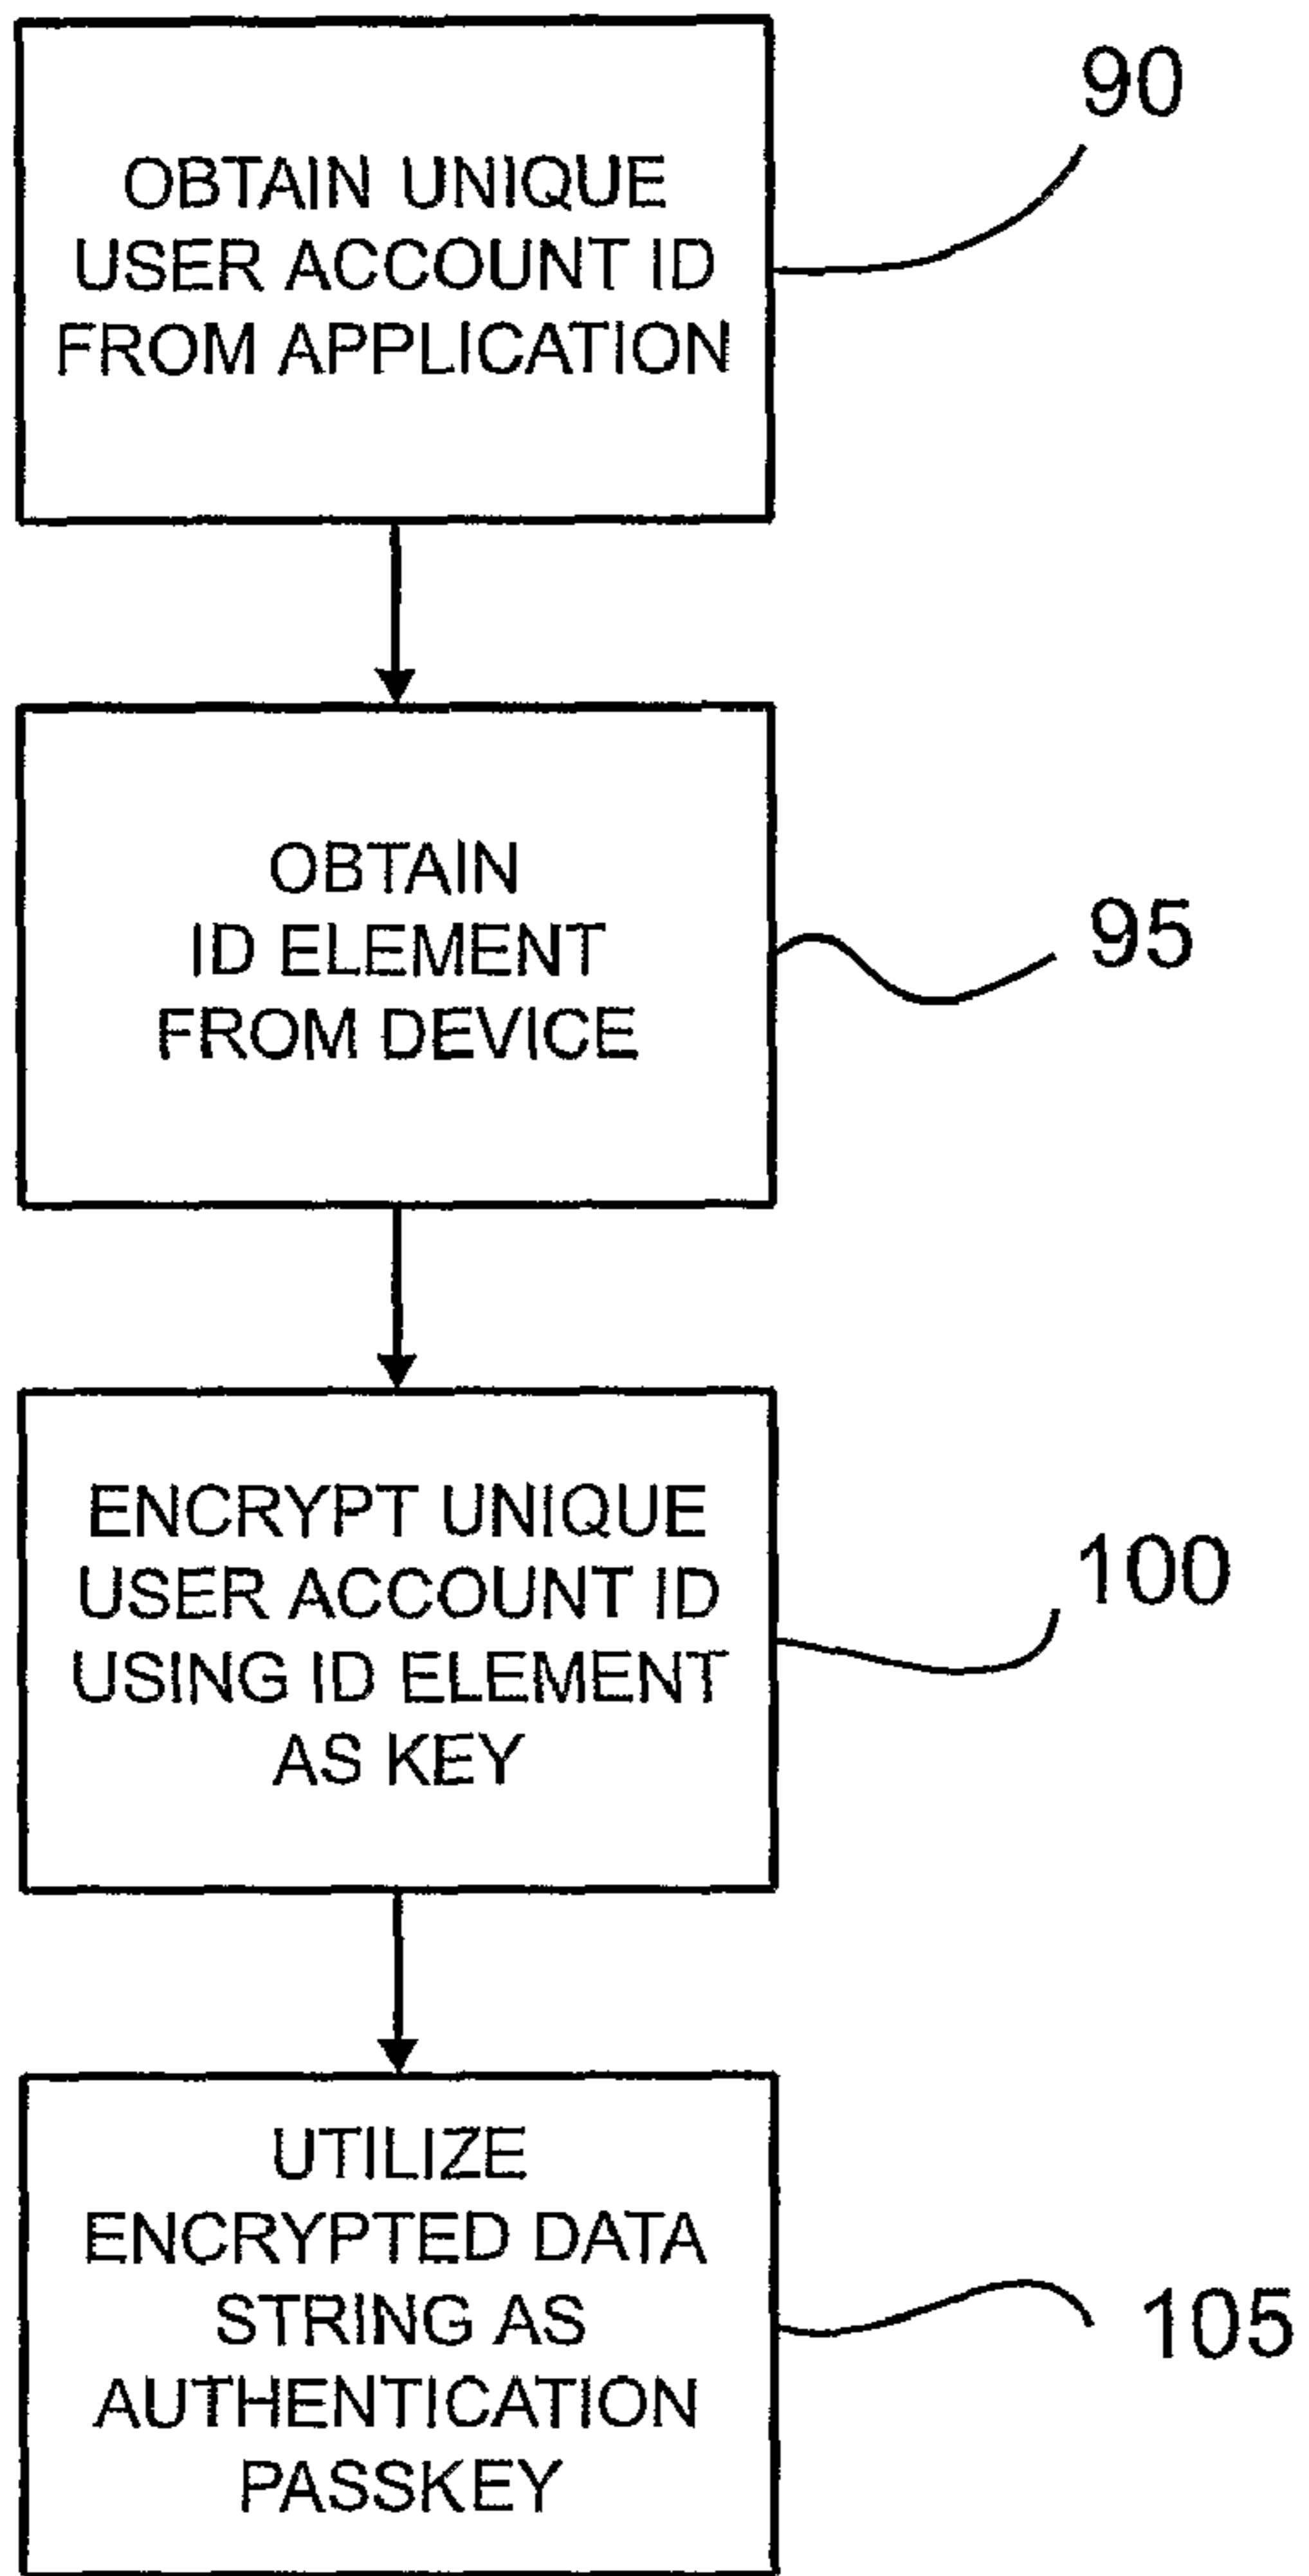 OBTAIN UNIQUE
USER ACCOUNT ID
FROM APPLICATION
90
OBTAIN
ID ELEMENT
FROM DEVICE
95
ENCRYPT UNIQUE
USER ACCOUNT ID
USING ID ELEMENT
AS KEY
100
UTILIZE
ENCRYPTED DATA
STRING AS
AUTHENTICATION
PASSKEY
105